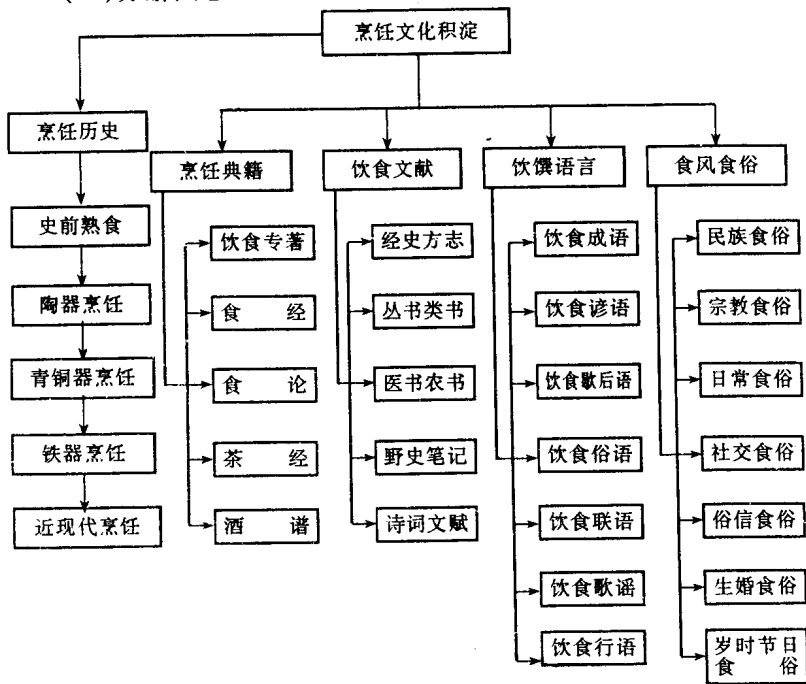 烹饪文化积淀
烹饪历史
史前熟食
陶器烹饪
青铜器烹饪
铁器烹饪
近现代烹饪
烹饪典籍
饮食专著
食 经
食 论
茶 经
酒 谱
饮食文献
经史方志
丛书类书
医书农书
野史笔记
诗词文赋
饮馔语言
饮食成语
饮食谚语
饮食歇后语
饮食俗语
饮食联语
饮食歌谣
饮食行语
食风食俗
民族食俗
宗教食俗
日常食俗
社交食俗
俗信食俗
生婚食俗
岁时节日
食 俗